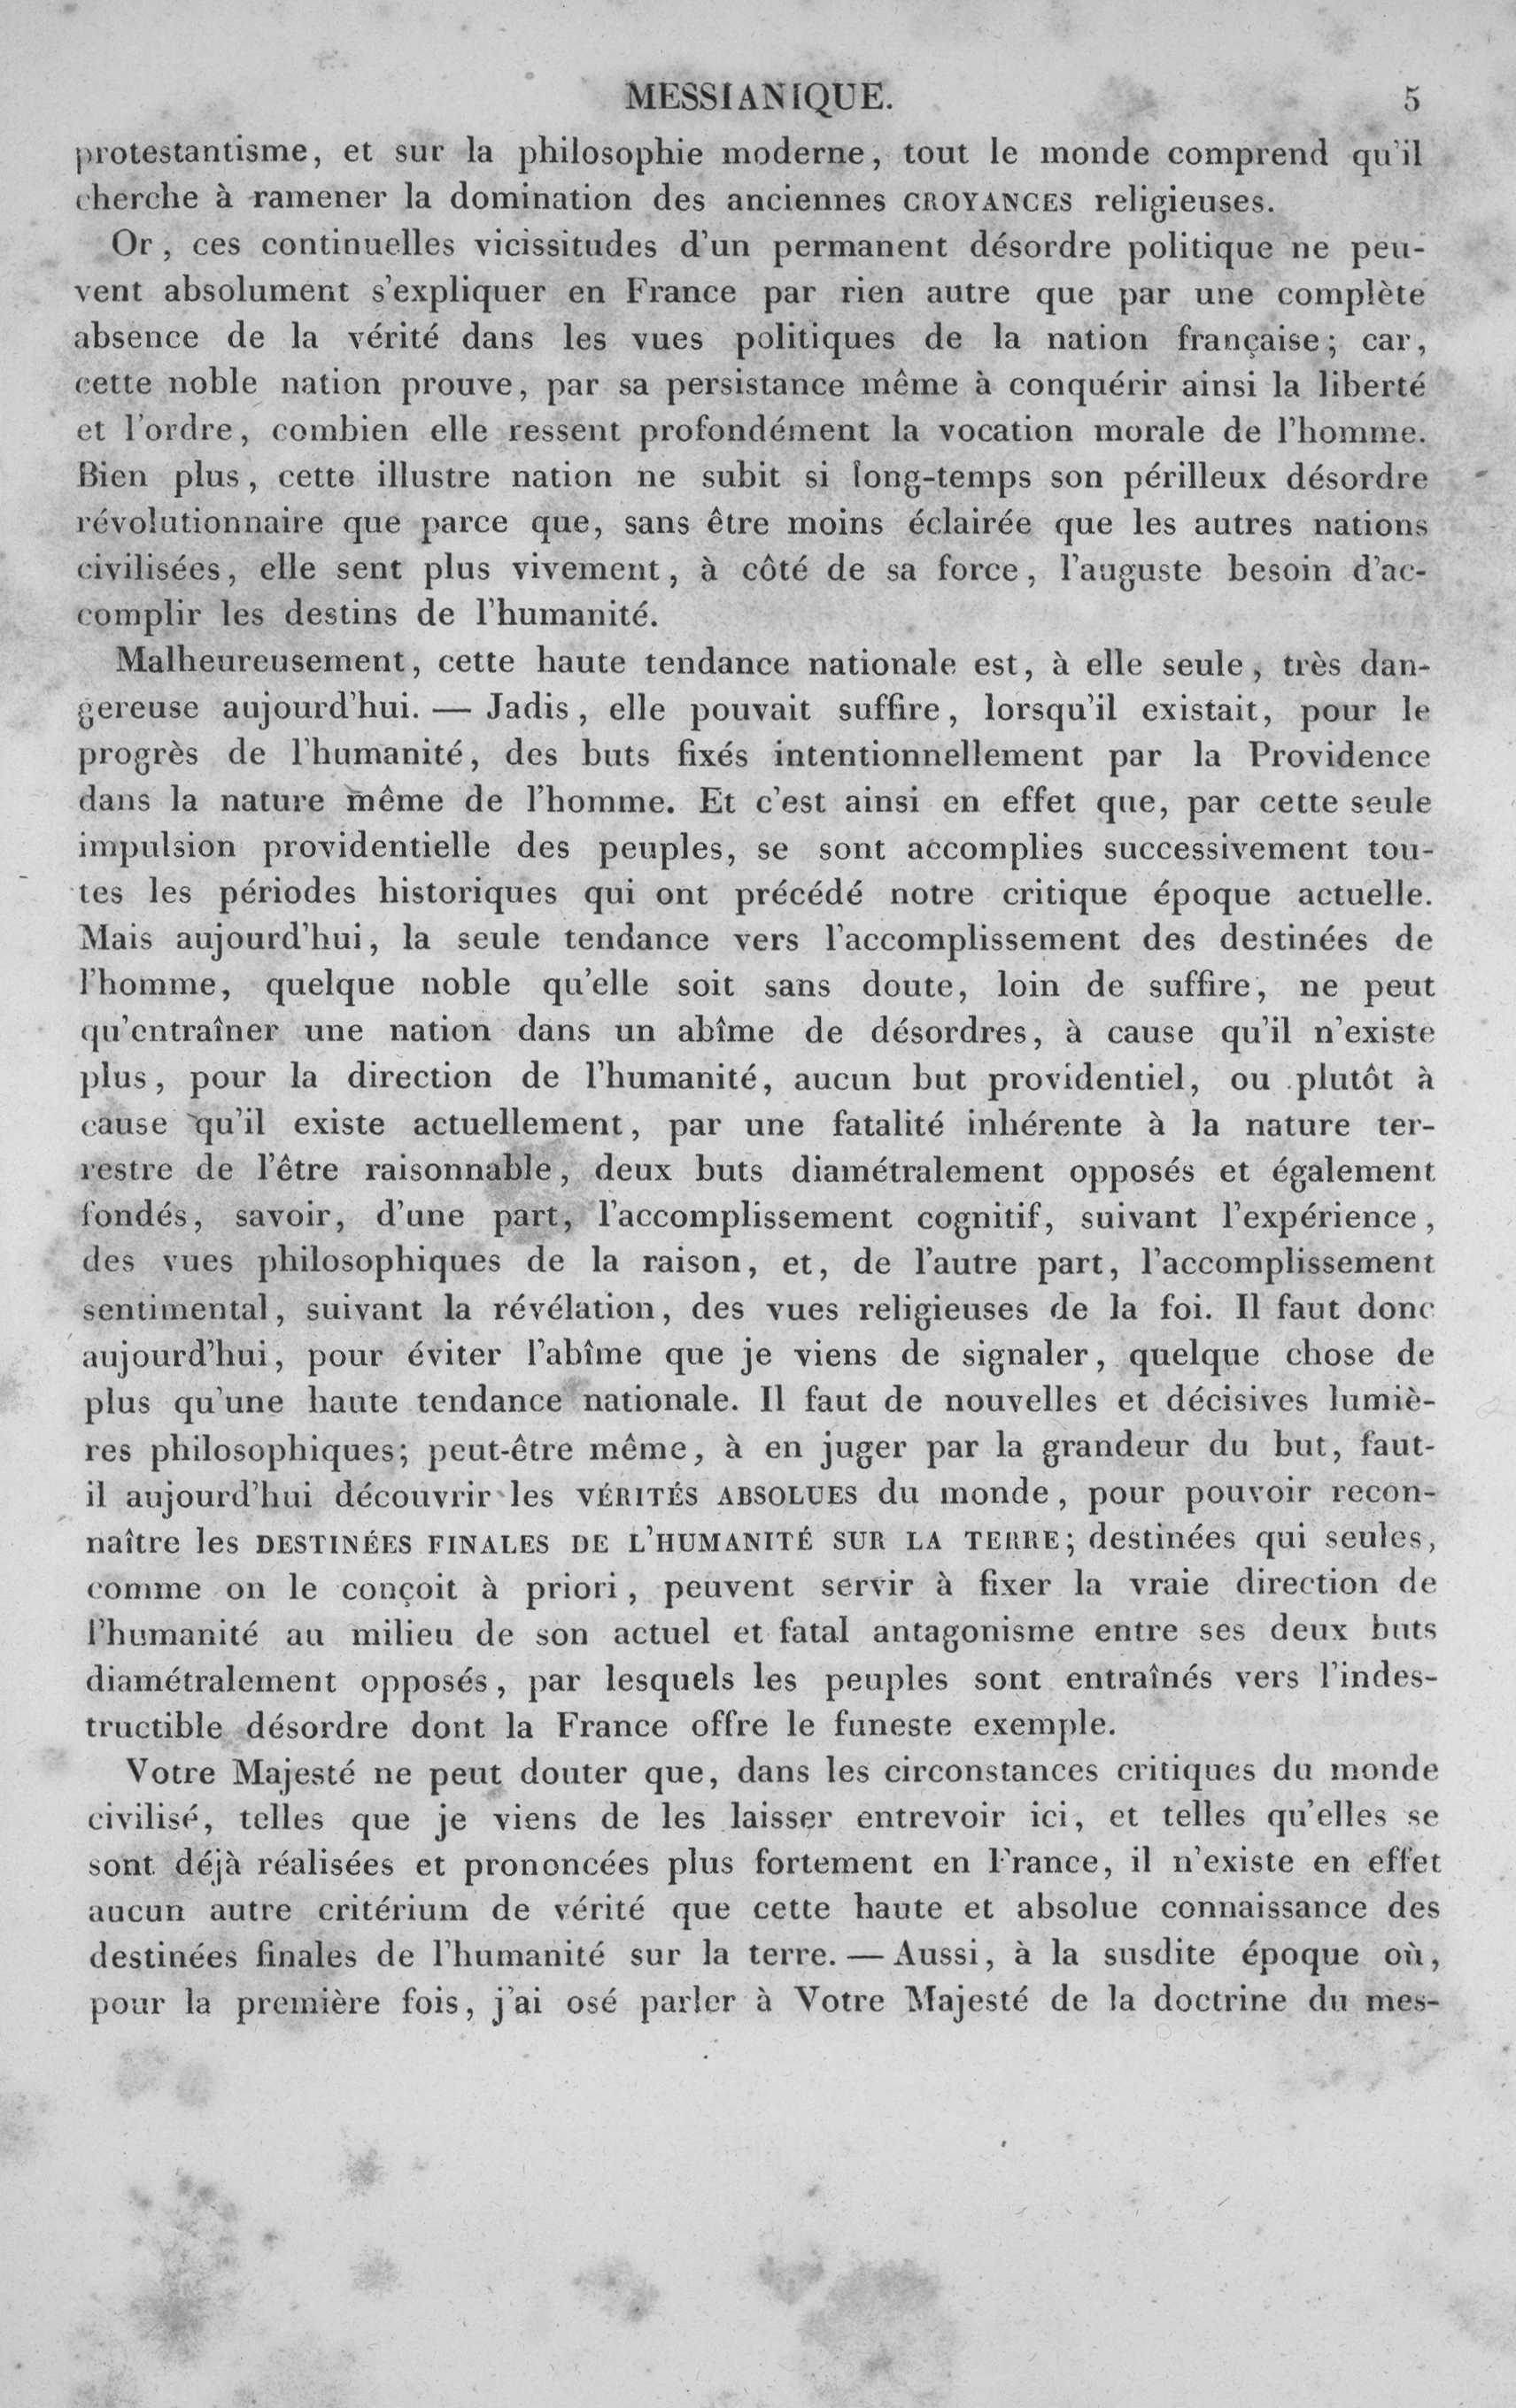 MESSIANIQUE. 5
protestantisme, et sur la philosophie moderne, tout le monde comprend qu'il
cherche à ramener la domination des anciennes CROYANCES religieuses.
Or, ces continuelles vicissitudes d'un permanent désordre politique ne peu-
vent absolument s'expliquer en France par rien autre que par une complète
absence de la vérité dans les vues politiques de la nation française; car,
cette noble nation prouve, par sa persistance même à conquérir ainsi la liberté
et l'ordre, combien elle ressent profondément la vocation morale de l'homme.
Bien plus, cette illustre nation ne subit si long-temps son périlleux désordre
révolutionnaire que parce que, sans être moins éclairée que les autres nations
civilisées, elle sent plus vivement, à côté de sa force, l'auguste besoin d'ac-
complir les destins de l'humanité.
Malheureusement, cette haute tendance nationale est, à elle seule, très dan-
gereuse aujourd'hui. — Jadis, elle pouvait suffire, lorsqu'il existait, pour le
progrès de l'humanité, des buts fixés intentionnellement par la Providence
dans la nature même de l'homme. Et c'est ainsi en effet que, par cette seule
impulsion providentielle des peuples, se sont accomplies successivement tou-
tes les périodes historiques qui ont précédé notre critique époque actuelle.
Mais aujourd'hui, la seule tendance vers l'accomplissement des destinées de
l'homme, quelque noble qu'elle soit sans doute, loin de suffire, ne peut
qu'entraîner une nation dans un abîme de désordres, à cause qu'il n'existe
plus, pour la direction de l'humanité, aucun but providentiel, ou plutôt à
cause qu'il existe actuellement, par une fatalité inhérente à la nature ter-
restre de l'être raisonnable, deux buts diamétralement opposés et également
fondés, savoir, d'une part, l'accomplissement cognitif, suivant l'expérience,
des vues philosophiques de la raison, et, de l'autre part, l'accomplissement
sentimental, suivant la révélation, des vues religieuses de la foi. Il faut donc
aujourd'hui, pour éviter l'abîme que je viens de signaler, quelque chose de
plus qu'une haute tendance nationale. Il faut de nouvelles et décisives lumiè-
res philosophiques; peut-être même, à en juger par la grandeur du but, faut-
il aujourd'hui découvrir les VÉRITÉS ABSOLUES du monde, pour pouvoir recon-
naître les DESTINÉES FINALES DE L'HUMANITÉ SUR LA TERRE; destinées qui seules,
comme on le conçoit à priori, peuvent servir à fixer la vraie direction de
l'humanité au milieu de son actuel et fatal antagonisme entre ses deux buts
diamétralement opposés, par lesquels les peuples sont entraînés vers l'indes-
tructible désordre dont la France offre le funeste exemple.
Votre Majesté ne peut douter que, dans les circonstances critiques du monde
civilisé, telles que je viens de les laisser entrevoir ici, et telles qu'elles se
sont déjà réalisées et prononcées plus fortement en France, il n'existe en effet
aucun autre critérium de vérité que cette haute et absolue connaissance des
destinées finales de l'humanité sur la terre. — Aussi, à la susdite époque où,
pour la première fois, j'ai osé parler à Votre Majesté de la doctrine du mes-